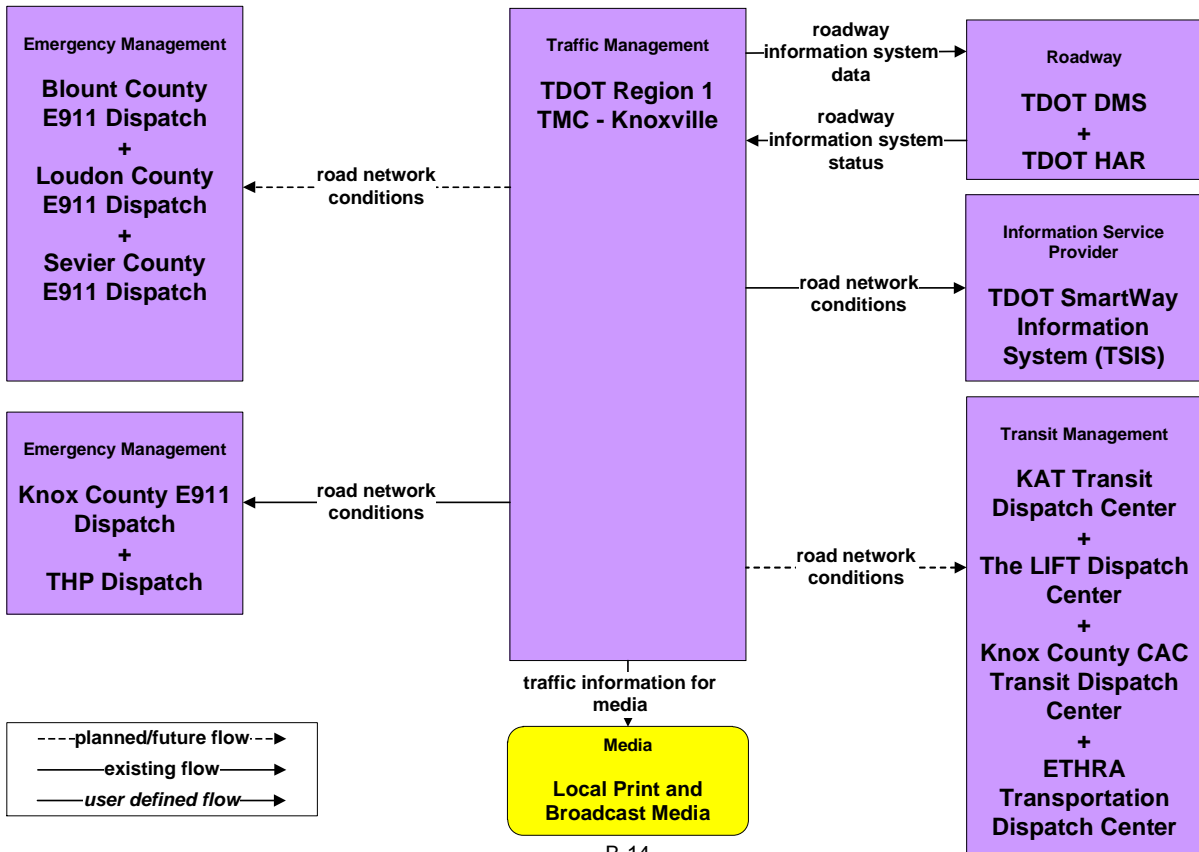 Emergency Management
Blount County
E911 Dispatch
+
Loudon County
E911 Dispatch
+
Sevier County
E911 Dispatch
Emergency Management
Knox County E911
Dispatch
+
THP Dispatch
road network
conditions
road network
conditions
Traffic Management
TDOT Region 1
TMC - Knoxville
roadway
information system
data
roadway
information system
status
road network
conditions
road network
conditions
Roadway
TDOT DMS
+
TDOT HAR
Information Service
Provider
TDOT SmartWay
Information
System (TSIS)
Transit Management
KAT Transit
Dispatch Center
+
The LIFT Dispatch
Center
+
Knox County CAC
Transit Dispatch
Center
+
ETHRA
Transportation
Dispatch Center
traffic information for
media
Media
Local Print and
Broadcast Media
planned/future flow
existing flow
user defined flow